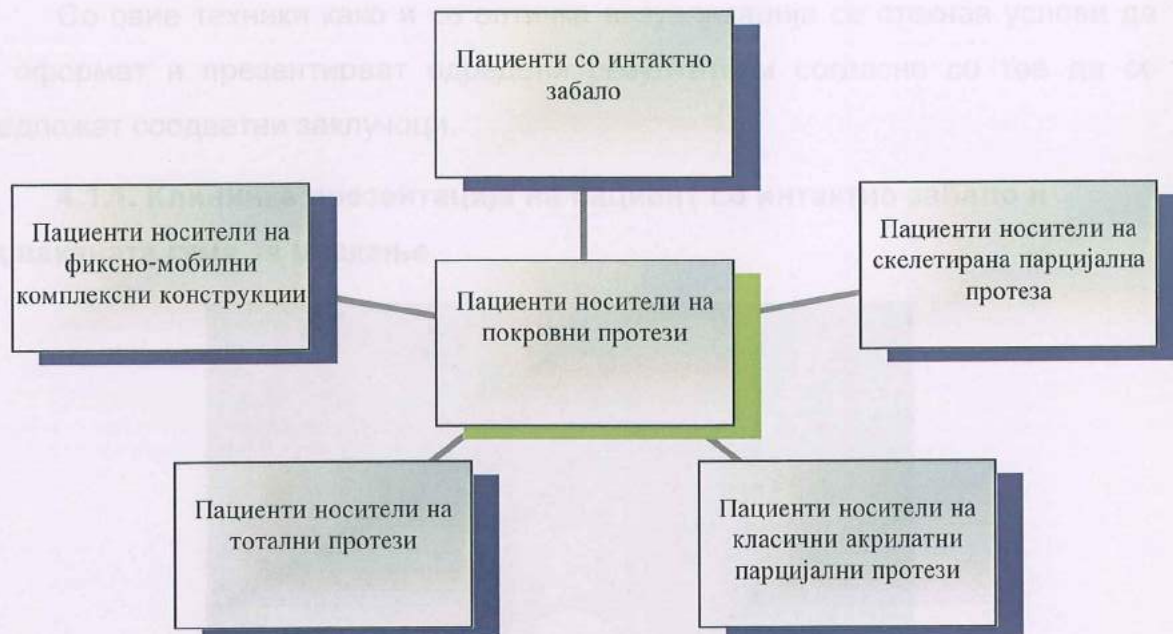 Пациенти со интактно
забало
Пациенти носители на
фиксно-мобилни
комплексни конструкции
Пациенти носители на
покровни протези
Пациенти носители на
скелетирана парцијална
протеза
Пациенти носители на
тотални протези
Пациенти носители на
класични акрилатни
парцијални протези